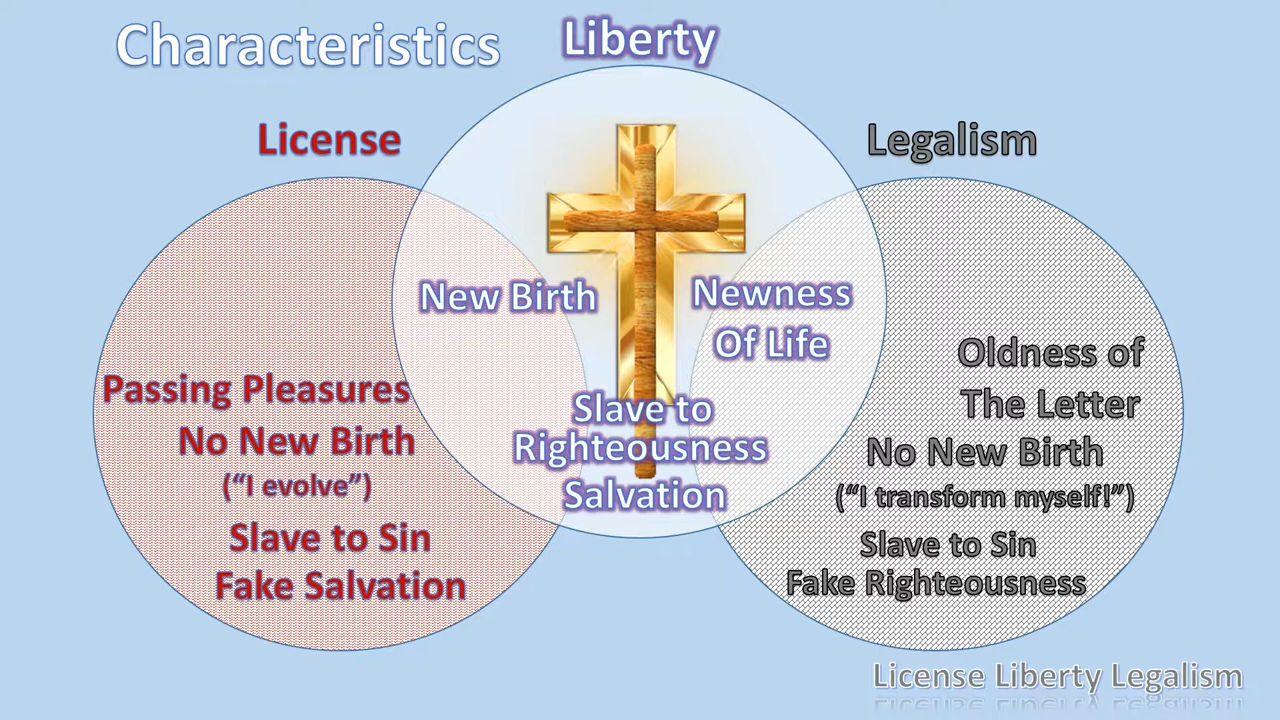 Characteristics
Liberty
License
Legalism
New Birth
Newness
Of Life
Slave to
Righteousness
Salvation
Passing Pleasures
No New Birth
(“I evolve”)
Slave to Sin
Fake Salvation
Oldness of
The Letter
No New Birth
(“I transform myself!”)
Slave to Sin
Fake Righteousness
License Liberty Legalism